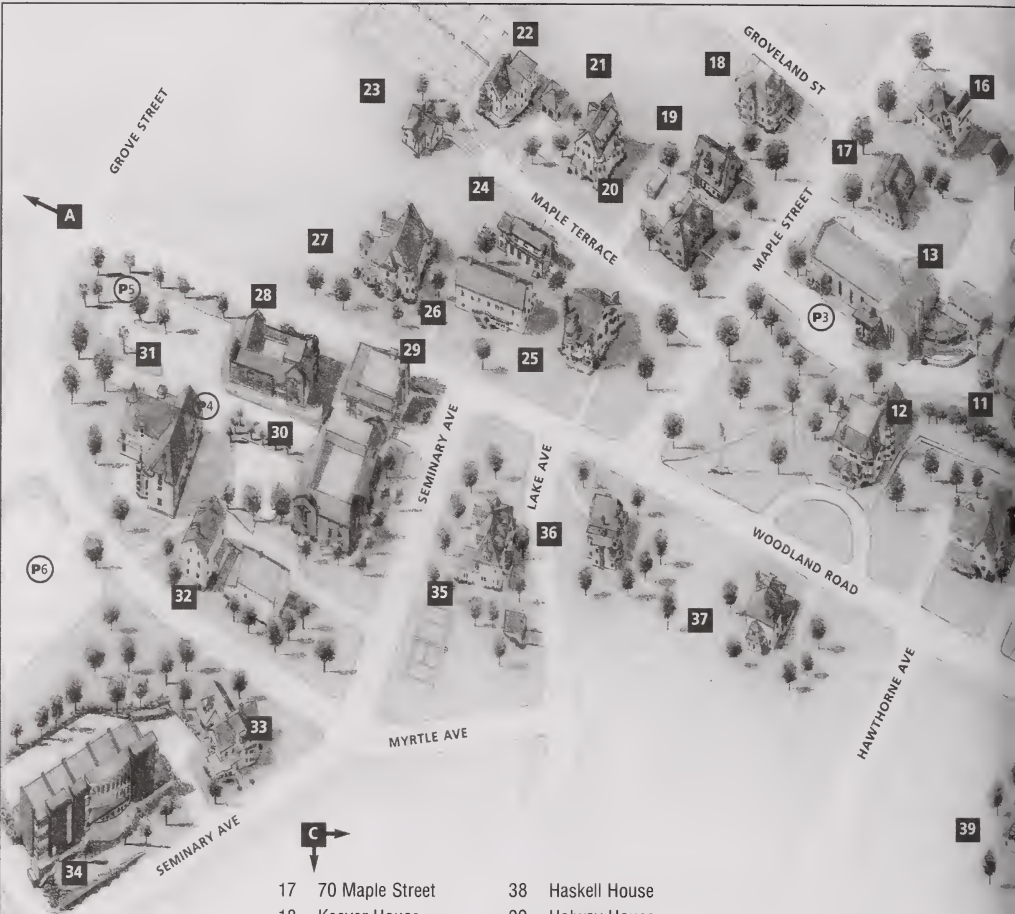 22
GROVELAND ST
21
18
16
23
19
GROVE STREET
17
20
24
MAPLE TERRACE
MAPLE STREET
A
27
13
P5
28
26
P3
31
29
25
P4
11
12
30
SEMINARY AVE
LAKE AVE
36
WOODLAND ROAD
P6
32
35
37
33
MYRTLE AVE
HAWTHORNE AVE
C
39
SEMINARY AVE
34
17 70 Maple Street
38 Haskell House